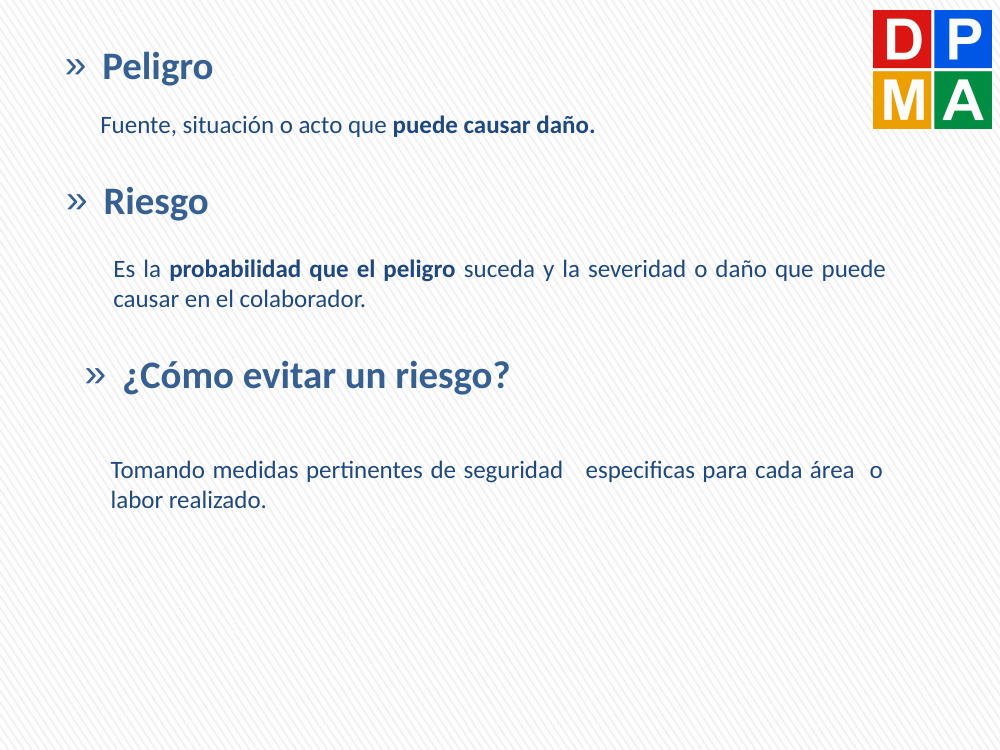 D P
M A
» Peligro
Fuente, situación o acto que puede causar daño.
» Riesgo
Es la probabilidad que el peligro suceda y la severidad o daño que puede
causar en el colaborador.
» ¿Cómo evitar un riesgo?
Tomando medidas pertinentes de seguridad especificas para cada área o
labor realizado.